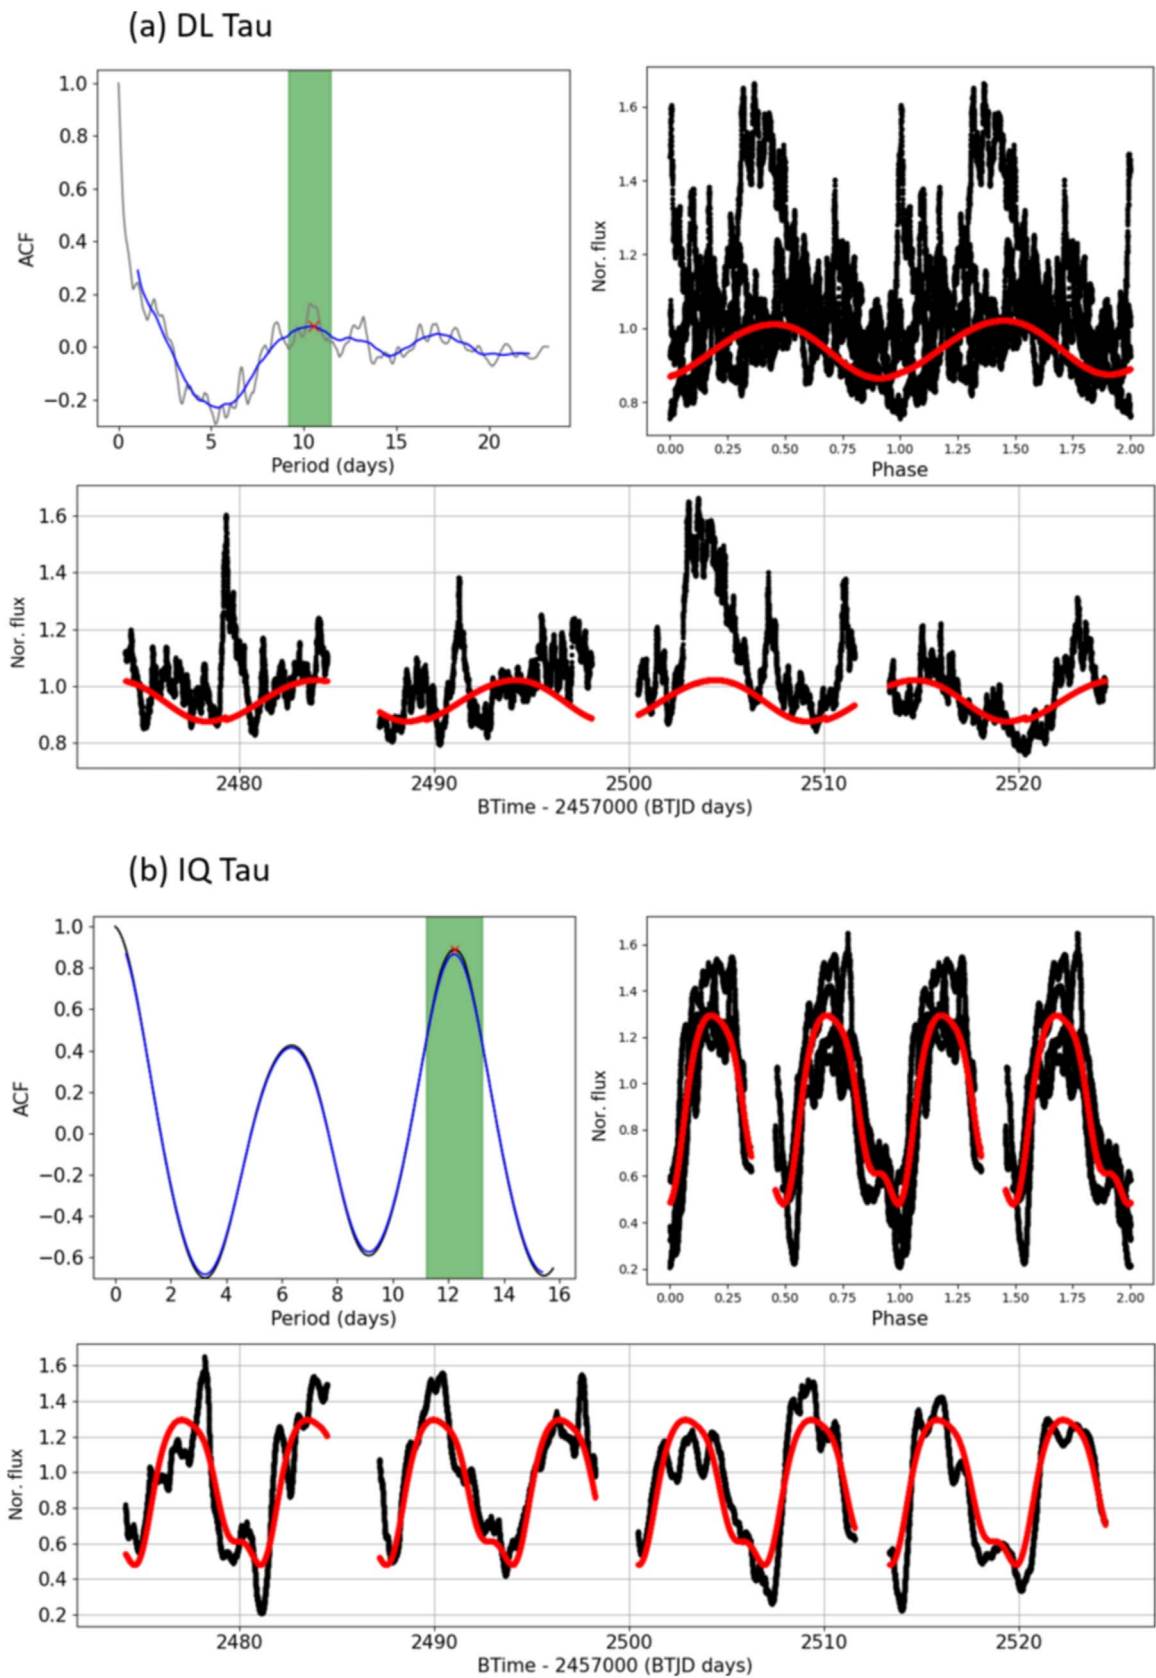 (a) DL Tau
1.0
0.8
0.6
0.4
0.2
0.0
−0.2
ACF
0 5 10 15 20
Period (days)
1.6
1.4
1.2
1.0
0.8
Nor. flux
0.00 0.25 0.50 0.75 1.00 1.25 1.50 1.75 2.00
Phase
1.6
1.4
1.2
1.0
0.8
Nor. flux
2480 2490 2500 2510 2520
BTime - 2457000 (BTJD days)
(b) IQ Tau
1.0
0.8
0.6
0.4
0.2
0.0
−0.2
−0.4
−0.6
ACF
0 2 4 6 8 10 12 14 16
Period (days)
1.6
1.4
1.2
1.0
0.8
0.6
0.4
0.2
Nor. flux
0.00 0.25 0.50 0.75 1.00 1.25 1.50 1.75 2.00
Phase
1.6
1.4
1.2
1.0
0.8
0.6
0.4
0.2
Nor. flux
2480 2490 2500 2510 2520
BTime - 2457000 (BTJD days)